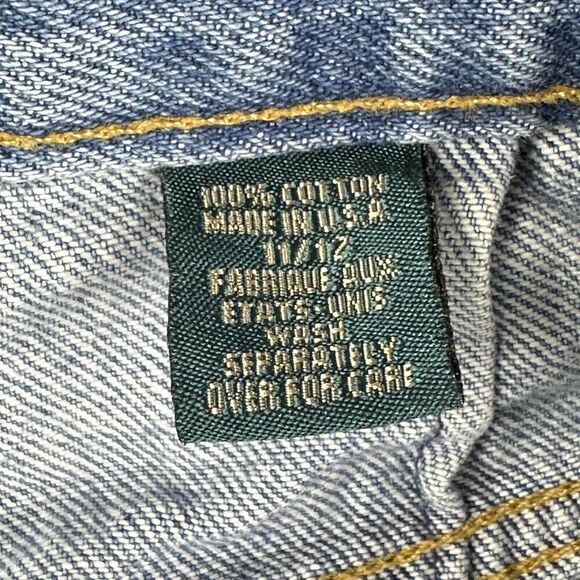 100% COTTON
MADE IN U.S.A.
11/12
FABRIQUE AUX
ETATS-UNIS
WASH
SEPARATELY
OVER FOR CARE